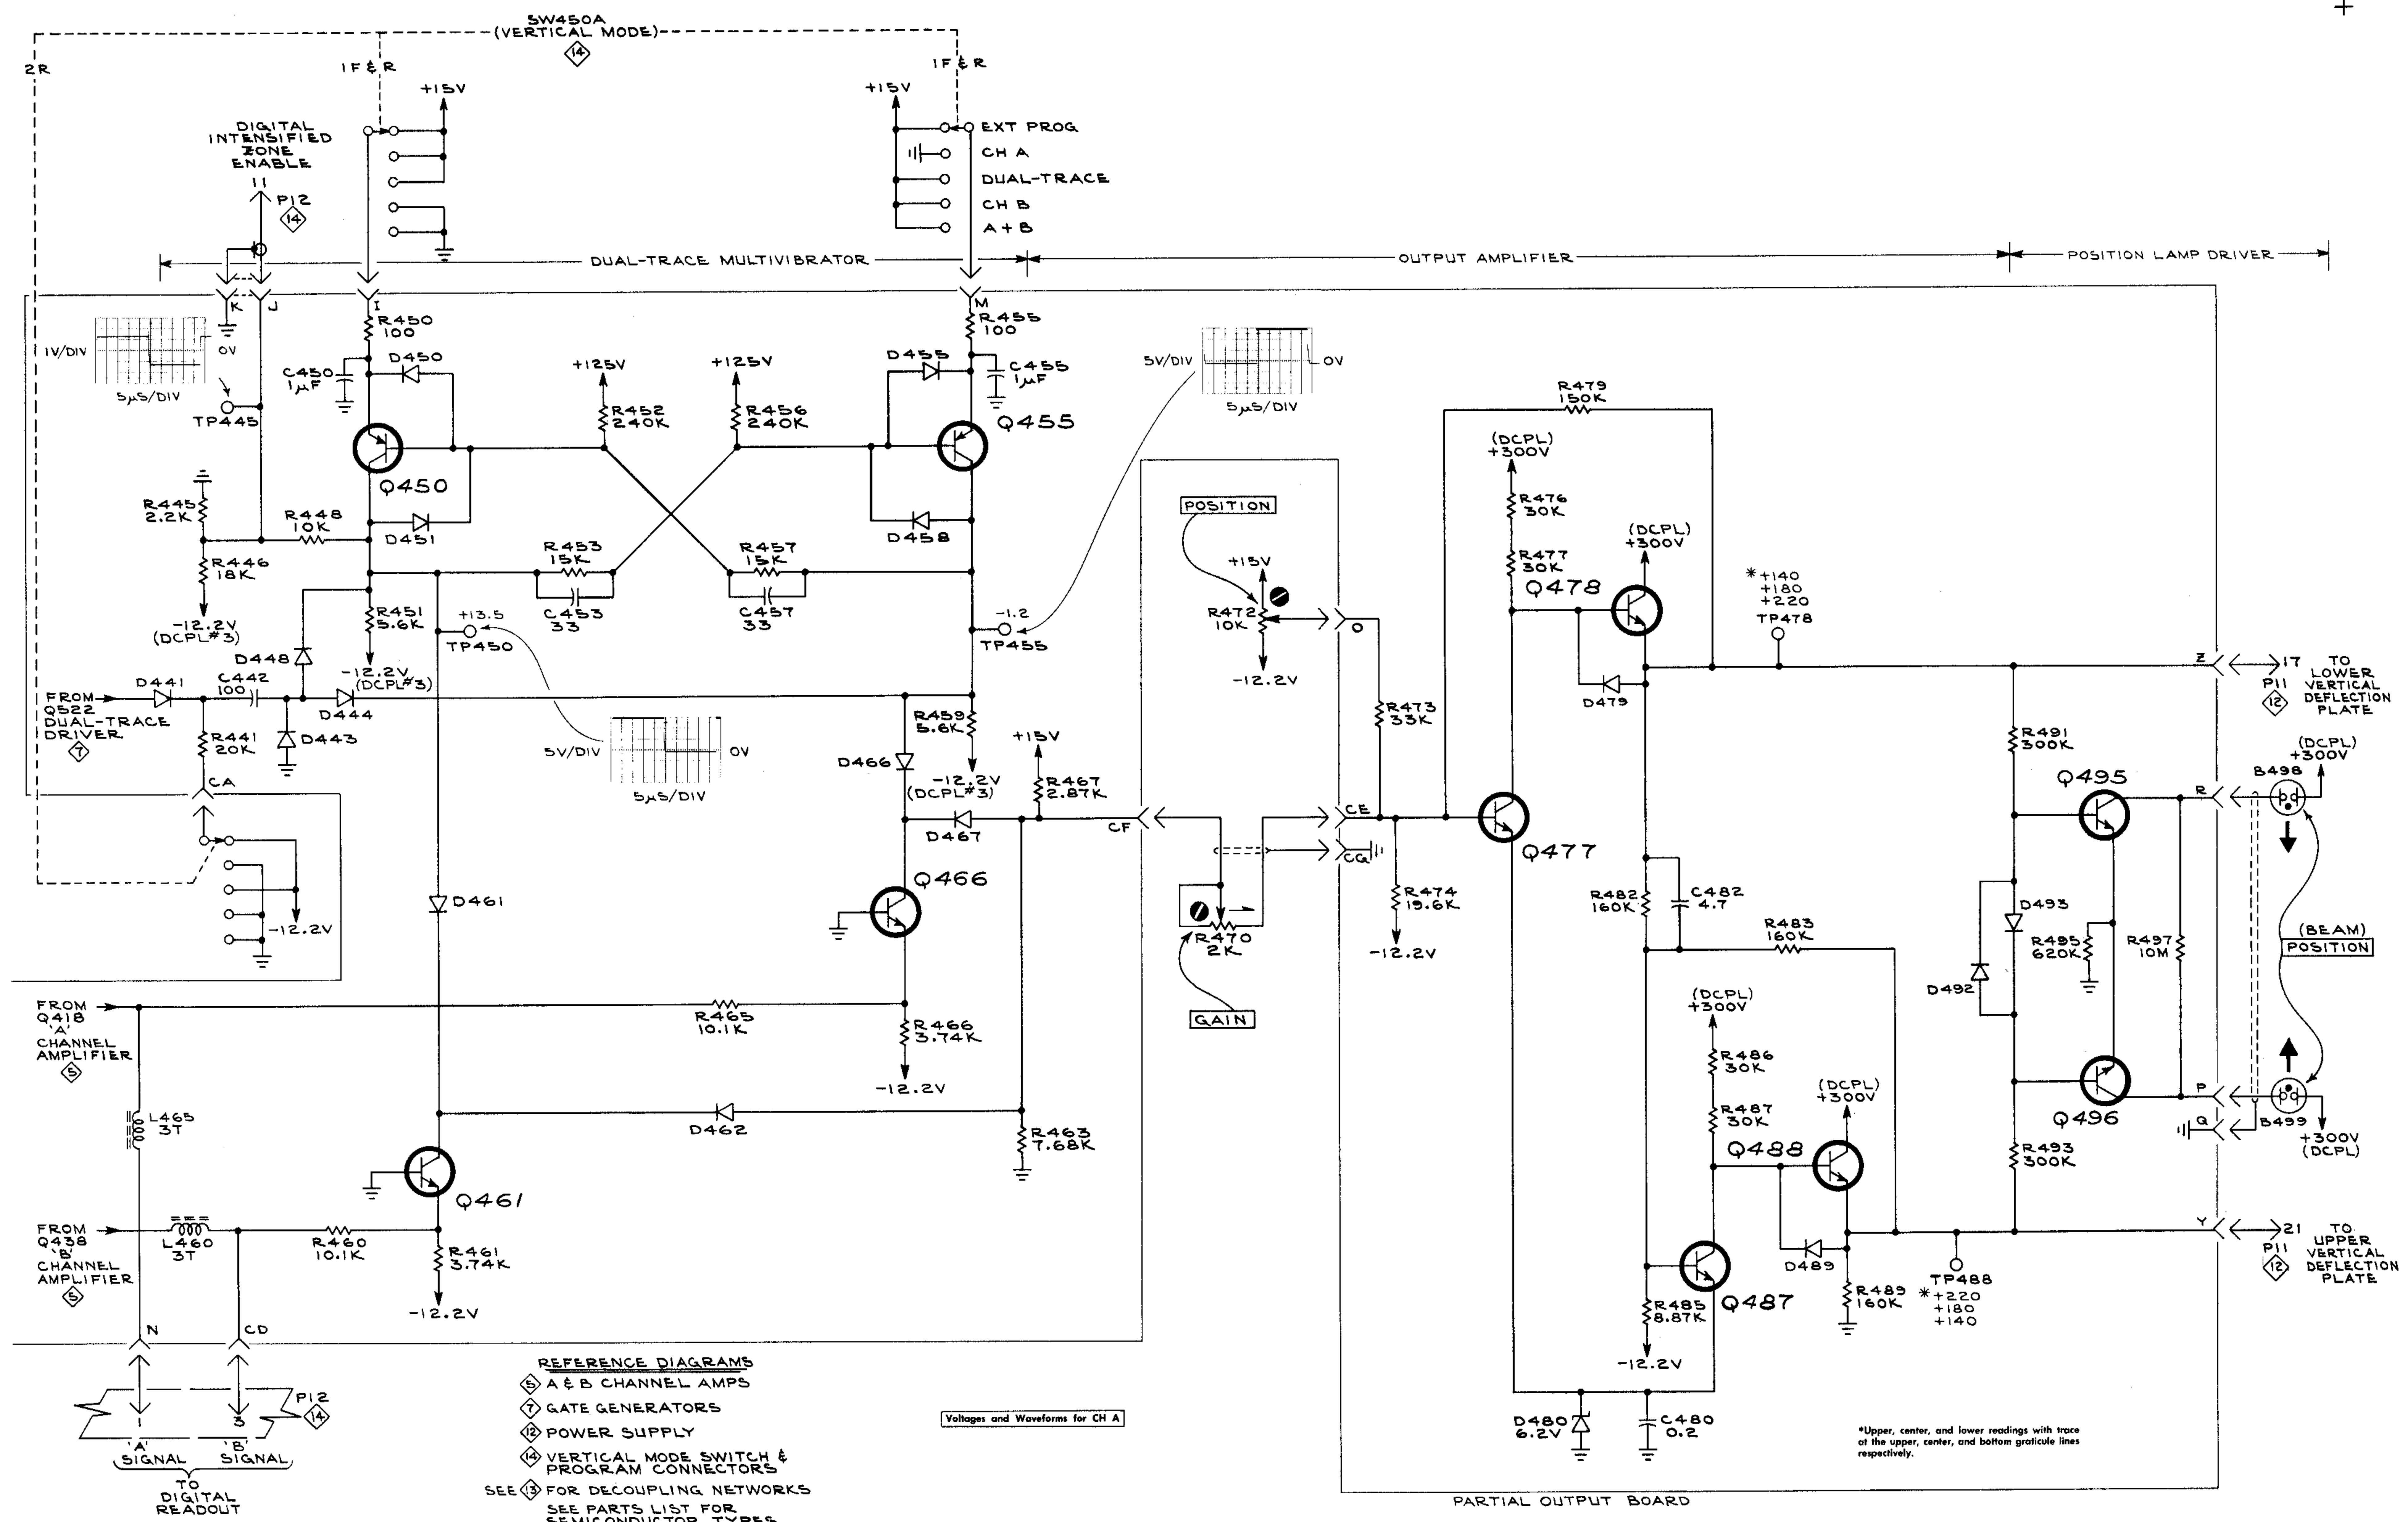 SW450A
(VERTICAL MODE)
14
2R
1F & R
1F & R
+15V
+15V
EXT PROG
CH A
DUAL-TRACE
CH B
A + B
DIGITAL
INTENSIFIED
ZONE
ENABLE
11
P12
14
DUAL-TRACE MULTIVIBRATOR
OUTPUT AMPLIFIER
POSITION LAMP DRIVER
K
J
I
M
1V/DIV
0V
5µS/DIV
TP445
R450
100
C450
1µF
D450
+125V
R452
240K
+125V
R456
240K
D455
R455
100
C455
1µF
Q455
5V/DIV
0V
5µS/DIV
Q450
D451
D458
R445
2.2K
R448
10K
R446
18K
-12.2V
(DCPL#3)
R453
15K
C453
33
R457
15K
C457
33
R451
5.6K
-12.2V
(DCPL#3)
+13.5
TP450
-1.2
TP455
D448
FROM
Q522
DUAL-TRACE
DRIVER
7
D441
C442
100
D444
D443
R441
20K
CA
-12.2V
5V/DIV
0V
5µS/DIV
R459
5.6K
-12.2V
(DCPL#3)
D466
D467
+15V
R467
2.87K
CF
Q466
D461
R465
10.1K
R466
3.74K
-12.2V
FROM
Q418
'A'
CHANNEL
AMPLIFIER
5
L465
3T
D462
R463
7.68K
Q461
FROM
Q438
'B'
CHANNEL
AMPLIFIER
5
L460
3T
R460
10.1K
R461
3.74K
-12.2V
N
CD
1
3
P12
14
'A'
SIGNAL
'B'
SIGNAL
TO
DIGITAL
READOUT
REFERENCE DIAGRAMS
5 A & B CHANNEL AMPS
7 GATE GENERATORS
12 POWER SUPPLY
14 VERTICAL MODE SWITCH &
PROGRAM CONNECTORS
SEE 13 FOR DECOUPLING NETWORKS
SEE PARTS LIST FOR
SEMICONDUCTOR TYPES
Voltages and Waveforms for CH A
POSITION
+15V
R472
10K
-12.2V
O
R473
33K
CE
CG
R470
2K
GAIN
R474
19.6K
-12.2V
R479
150K
(DCPL)
+300V
R476
30K
R477
30K
Q478
(DCPL)
+300V
D479
Q477
* +140
+180
+220
TP478
R482
160K
C482
4.7
R483
160K
(DCPL)
+300V
R486
30K
R487
30K
Q488
(DCPL)
+300V
D489
Q487
R485
8.87K
-12.2V
R489
160K
TP488
* +220
+180
+140
D480
6.2V
C480
0.2
R491
300K
Q495
D493
D492
R495
620K
R497
10M
Q496
R493
300K
Z
17
P11
12
TO
LOWER
VERTICAL
DEFLECTION
PLATE
(DCPL)
+300V
B498
R
(BEAM)
POSITION
P
Q
B499
+300V
(DCPL)
Y
21
P11
12
TO
UPPER
VERTICAL
DEFLECTION
PLATE
*Upper, center, and lower readings with trace
at the upper, center, and bottom graticule lines
respectively.
PARTIAL OUTPUT BOARD